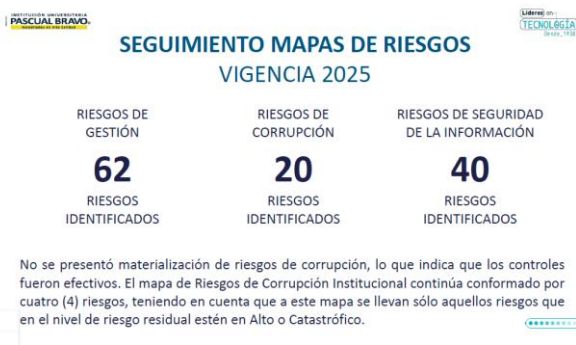 INSTITUCIÓN UNIVERSITARIA
PASCUAL BRAVO
Líderes en
TECNOLOGÍA
Desde_1938
SEGUIMIENTO MAPAS DE RIESGOS
VIGENCIA 2025
RIESGOS DE
GESTIÓN
62
RIESGOS
IDENTIFICADOS
RIESGOS DE
CORRUPCIÓN
20
RIESGOS
IDENTIFICADOS
RIESGOS DE SEGURIDAD
DE LA INFORMACIÓN
40
RIESGOS
IDENTIFICADOS
No se presentó materialización de riesgos de corrupción, lo que indica que los controles
fueron efectivos. El mapa de Riesgos de Corrupción Institucional continúa conformado por
cuatro (4) riesgos, teniendo en cuenta que a este mapa se llevan sólo aquellos riesgos que
en el nivel de riesgo residual estén en Alto o Catastrófico.